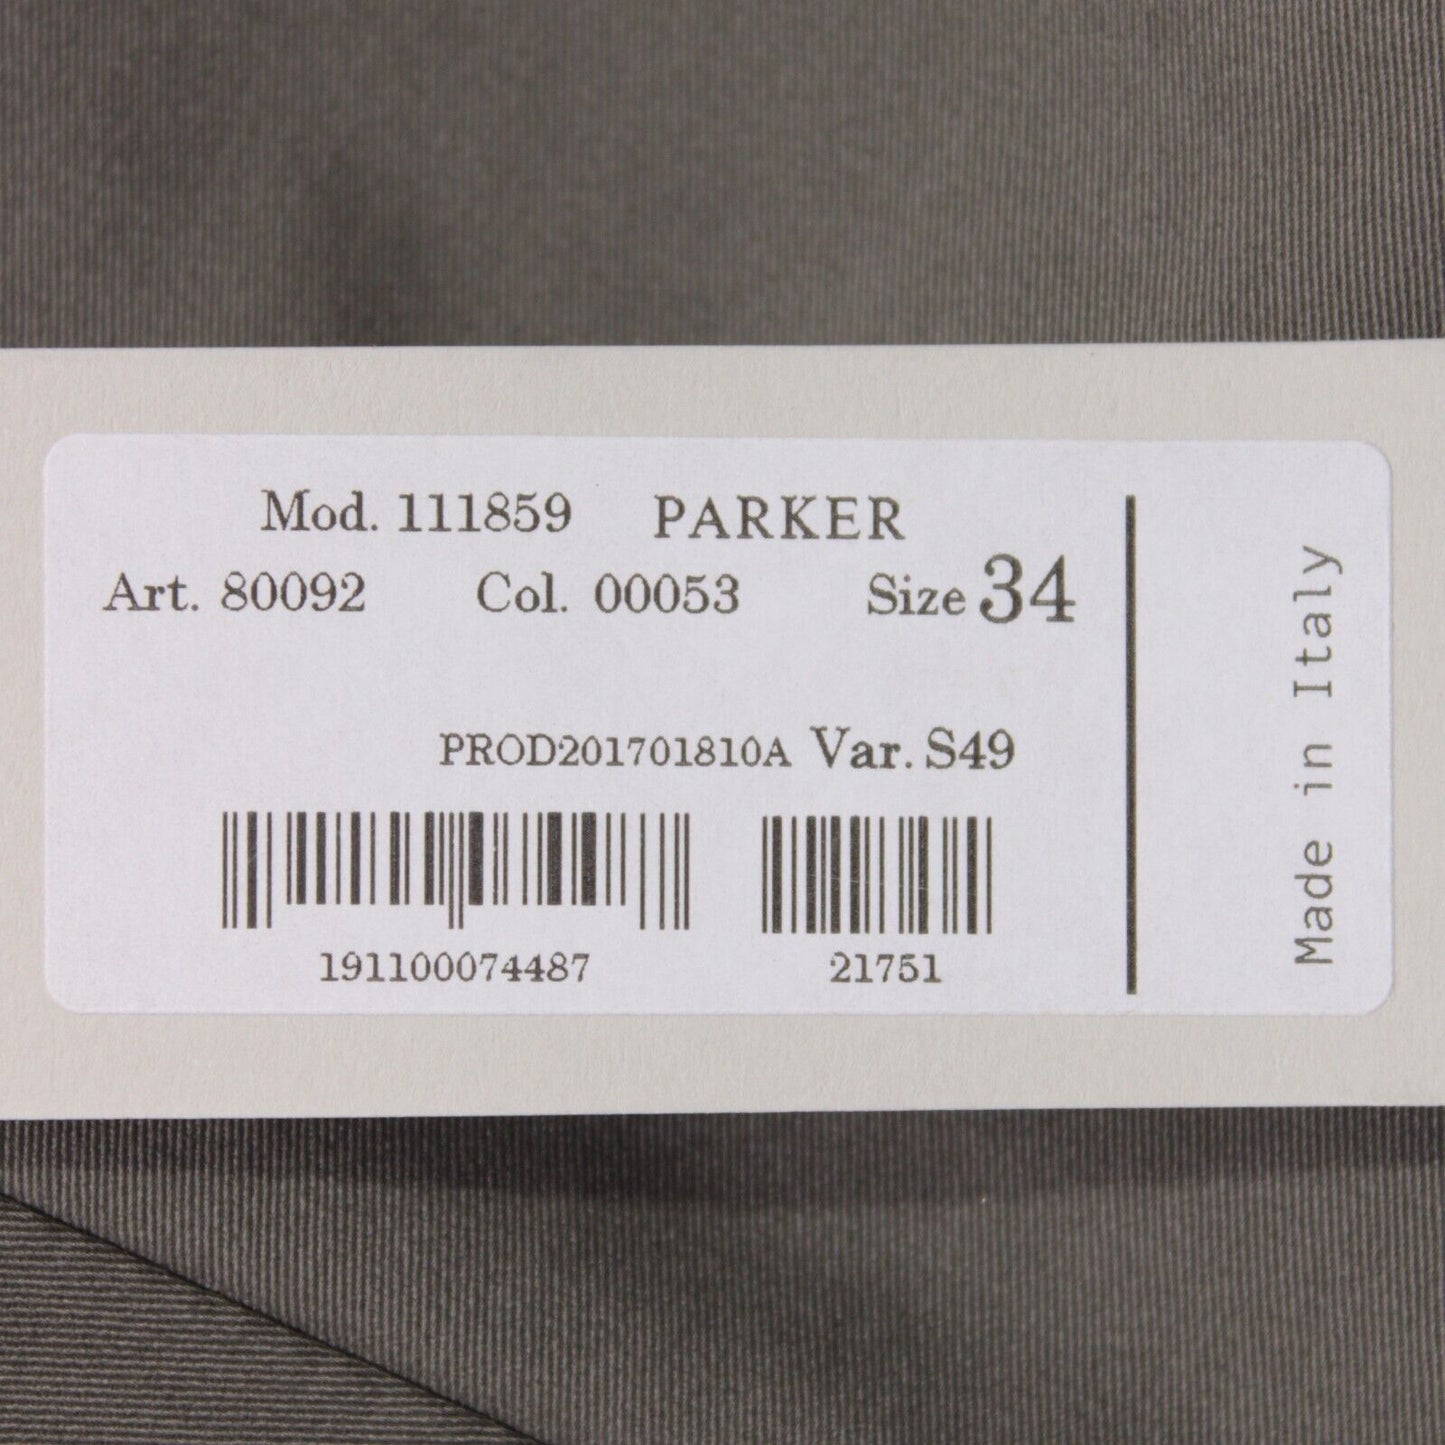 Mod. 111859 PARKER
Art. 80092 Col. 00053 Size 34
PROD201701810A Var. S49
191100074487 21751
Made in Italy